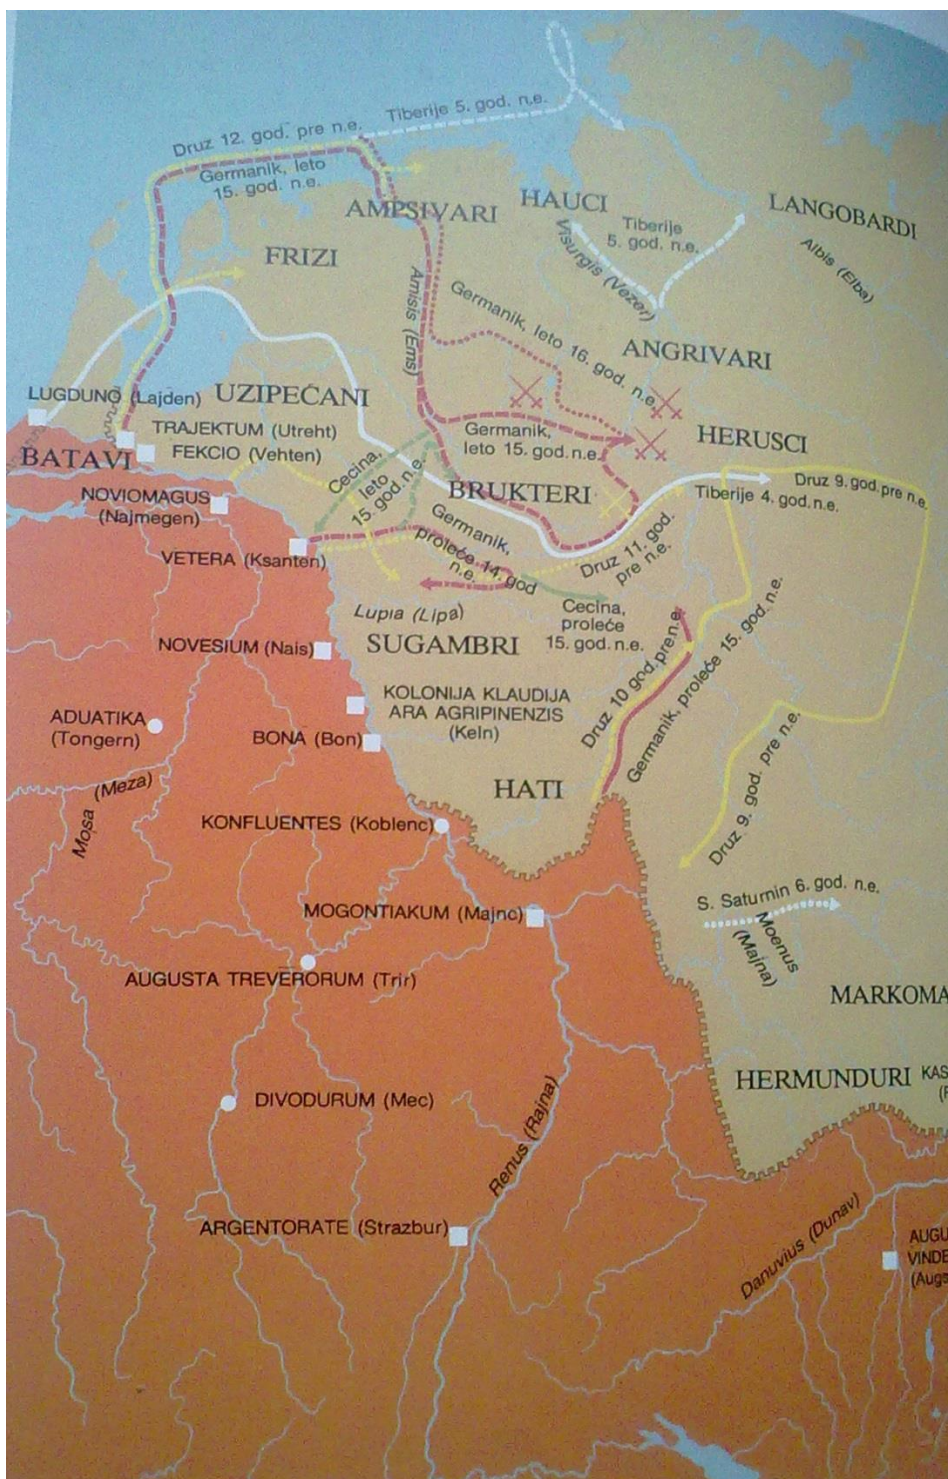 Tiberije 5. god. n.e.
Druz 12. god. pre n.e.
Germanik, leto
15. god. n.e.
AMPSIVARI
HAUCI
LANGOBARDI
Tiberije
5. god. n.e.
Visurgis (Vezer)
Albis (Elba)
FRIZI
Amisis (Ems)
Germanik, leto 16. god. n.e.
ANGRIVARI
LUGDUNO (Lajden)
UZIPEĆANI
TRAJEKTUM (Utreht)
FEKCIO (Vehten)
BATAVI
Germanik,
leto 15. god. n.e.
HERUSCI
Cecina,
leto
15. god. n.e.
BRUKTERI
Tiberije 4. god. n.e.
Druz 9. god. pre n.e.
NOVIOMAGUS
(Najmegen)
VETERA (Ksanten)
Germanik,
proleće 14. god
n.e.
Druz 11. god.
pre n.e.
Lupia (Lipa)
Cecina,
proleće
15. god. n.e.
NOVESIUM (Nais)
SUGAMBRI
Druz 10 god. pre n.e.
Germanik, proleće 15. god. n.e.
KOLONIJA KLAUDIJA
ARA AGRIPINENZIS
(Keln)
ADUATIKA
(Tongern)
BONA (Bon)
Druz 9. god. pre n.e.
Mosa (Meza)
HATI
KONFLUENTES (Koblenc)
S. Saturnin 6. god. n.e.
MOGONTIAKUM (Majnc)
Moenus
(Majna)
AUGUSTA TREVERORUM (Trir)
MARKOMA
HERMUNDURI
KAS
DIVODURUM (Mec)
Renus (Rajna)
ARGENTORATE (Strazbur)
Danuvius (Dunav)
AUGU
VINDE
(Augs